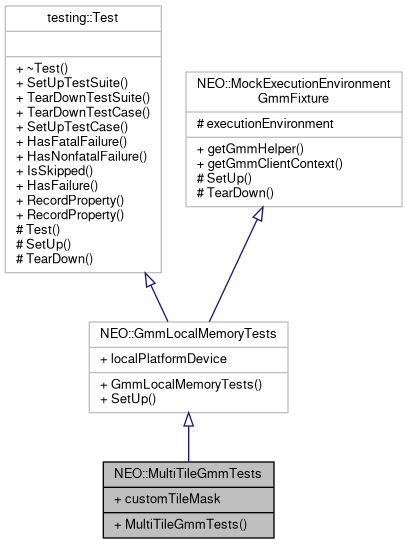 testing::Test
+ ~Test()
+ SetUpTestSuite()
+ TearDownTestSuite()
+ TearDownTestCase()
+ SetUpTestCase()
+ HasFatalFailure()
+ HasNonfatalFailure()
+ IsSkipped()
+ HasFailure()
+ RecordProperty()
+ RecordProperty()
# Test()
# SetUp()
# TearDown()
NEO::MockExecutionEnvironment
GmmFixture
# executionEnvironment
+ getGmmHelper()
+ getGmmClientContext()
# SetUp()
# TearDown()
NEO::GmmLocalMemoryTests
+ localPlatformDevice
+ GmmLocalMemoryTests()
+ SetUp()
NEO::MultiTileGmmTests
+ customTileMask
+ MultiTileGmmTests()